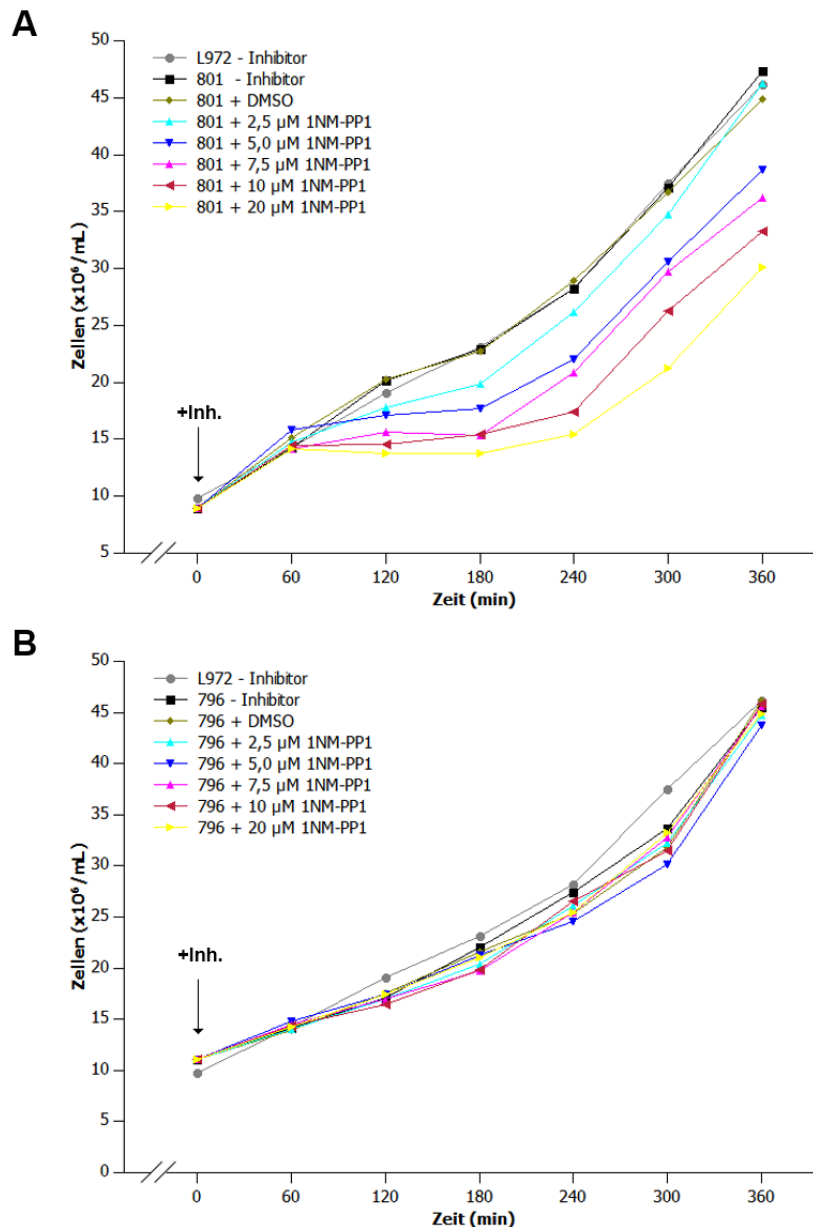 A
50
45
40
35
30
25
20
15
10
5
Zellen (x10⁶/mL)
L972 - Inhibitor
801 - Inhibitor
801 + DMSO
801 + 2,5 µM 1NM-PP1
801 + 5,0 µM 1NM-PP1
801 + 7,5 µM 1NM-PP1
801 + 10 µM 1NM-PP1
801 + 20 µM 1NM-PP1
+Inh.
0 60 120 180 240 300 360
Zeit (min)
B
50
45
40
35
30
25
20
15
10
5
0
Zellen (x10⁶/mL)
L972 - Inhibitor
796 - Inhibitor
796 + DMSO
796 + 2,5 µM 1NM-PP1
796 + 5,0 µM 1NM-PP1
796 + 7,5 µM 1NM-PP1
796 + 10 µM 1NM-PP1
796 + 20 µM 1NM-PP1
+Inh.
0 60 120 180 240 300 360
Zeit (min)